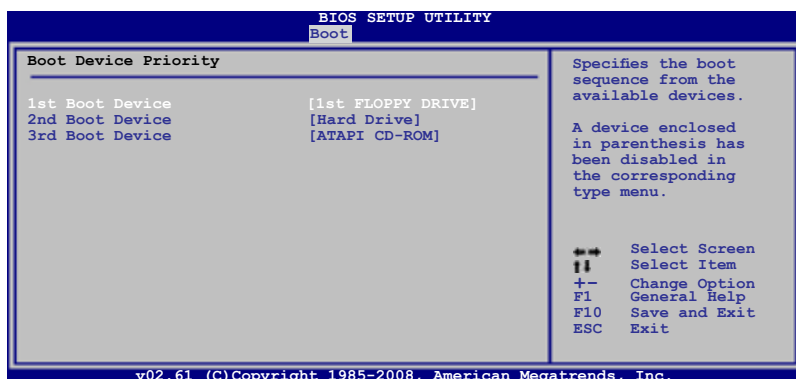 BIOS SETUP UTILITY
Boot
Boot Device Priority
1st Boot Device [1st FLOPPY DRIVE]
2nd Boot Device [Hard Drive]
3rd Boot Device [ATAPI CD-ROM]
Specifies the boot
sequence from the
available devices.
A device enclosed
in parenthesis has
been disabled in
the corresponding
type menu.
←→ Select Screen
↑↓ Select Item
+- Change Option
F1 General Help
F10 Save and Exit
ESC Exit
v02.61 (C)Copyright 1985-2008, American Megatrends, Inc.